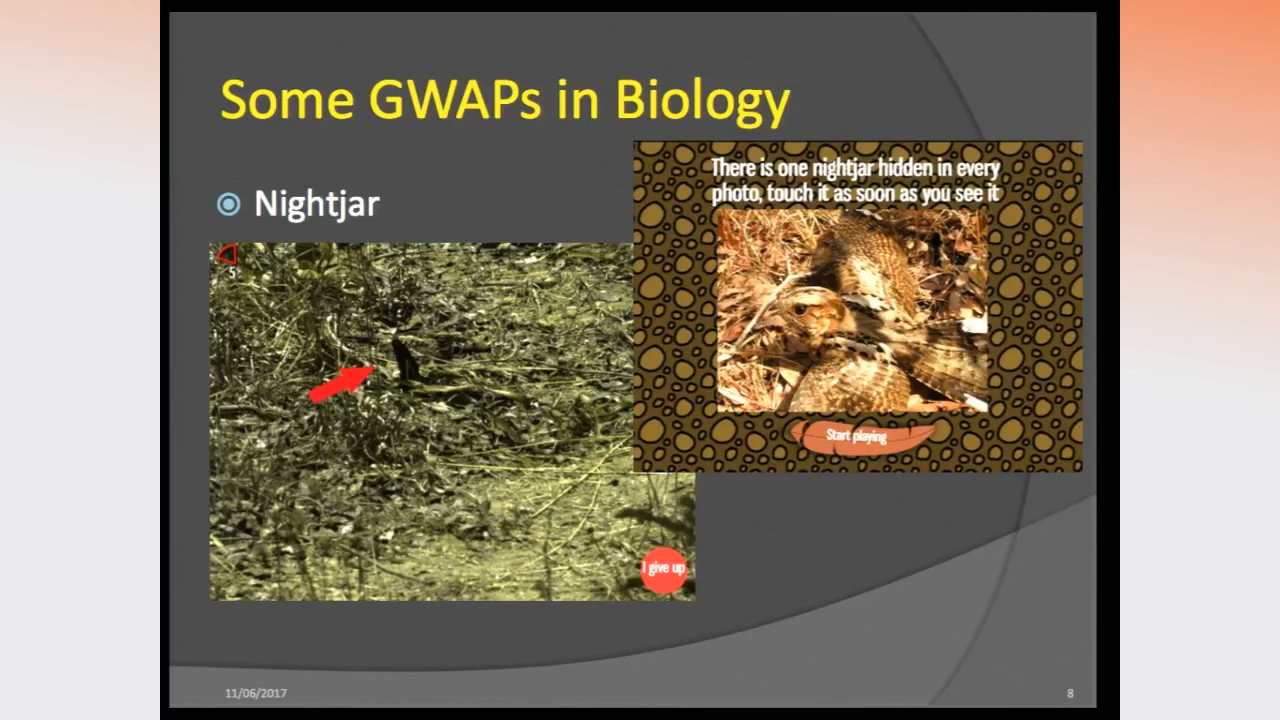 Some GWAPs in Biology
Nightjar
There is one nightjar hidden in every
photo, touch it as soon as you see it
Start playing
5
I give up
11/06/2017
8